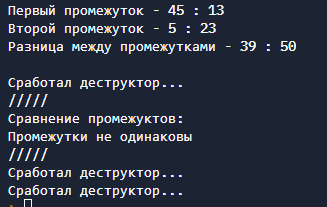 Первый промежуток - 45 : 13
Второй промежуток - 5 : 23
Разница между промежутками - 39 : 50
Сработал деструктор...
/////
Сравнение промежуктов:
Промежутки не одинаковы
/////
Сработал деструктор...
Сработал деструктор...